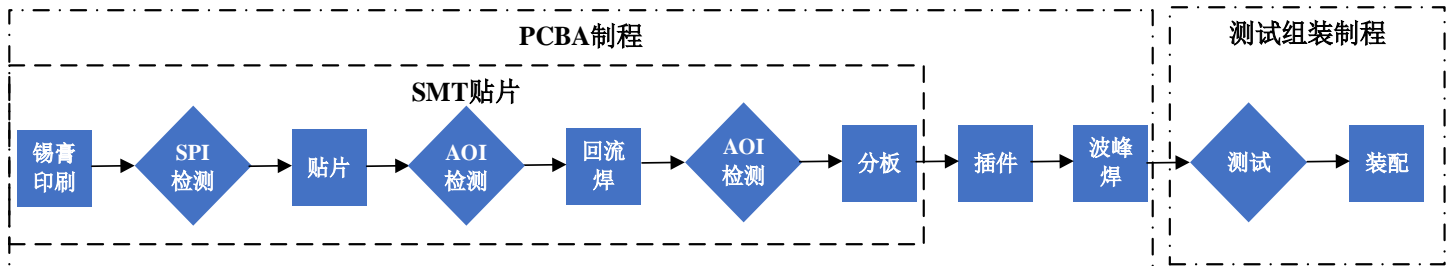 PCBA制程
测试组装制程
SMT贴片
锡膏
印刷
SPI
检测
贴片
AOI
检测
回流
焊
AOI
检测
分板
插件
波峰
焊
测试
装配